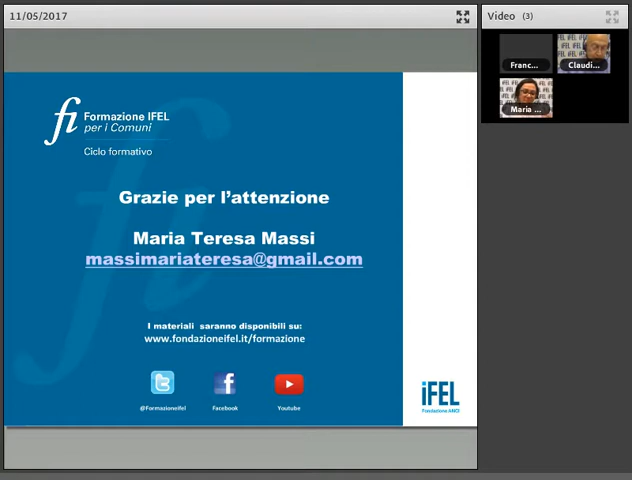 11/05/2017
Video (3)
Franc...
Claudi...
Maria ...
Formazione IFEL
per i Comuni
Ciclo formativo
Grazie per l'attenzione
Maria Teresa Massi
massimariateresa@gmail.com
I materiali saranno disponibili su:
www.fondazioneifel.it/formazione
@Formazioneifel
Facebook
Youtube
iFEL
Fondazione ANCI